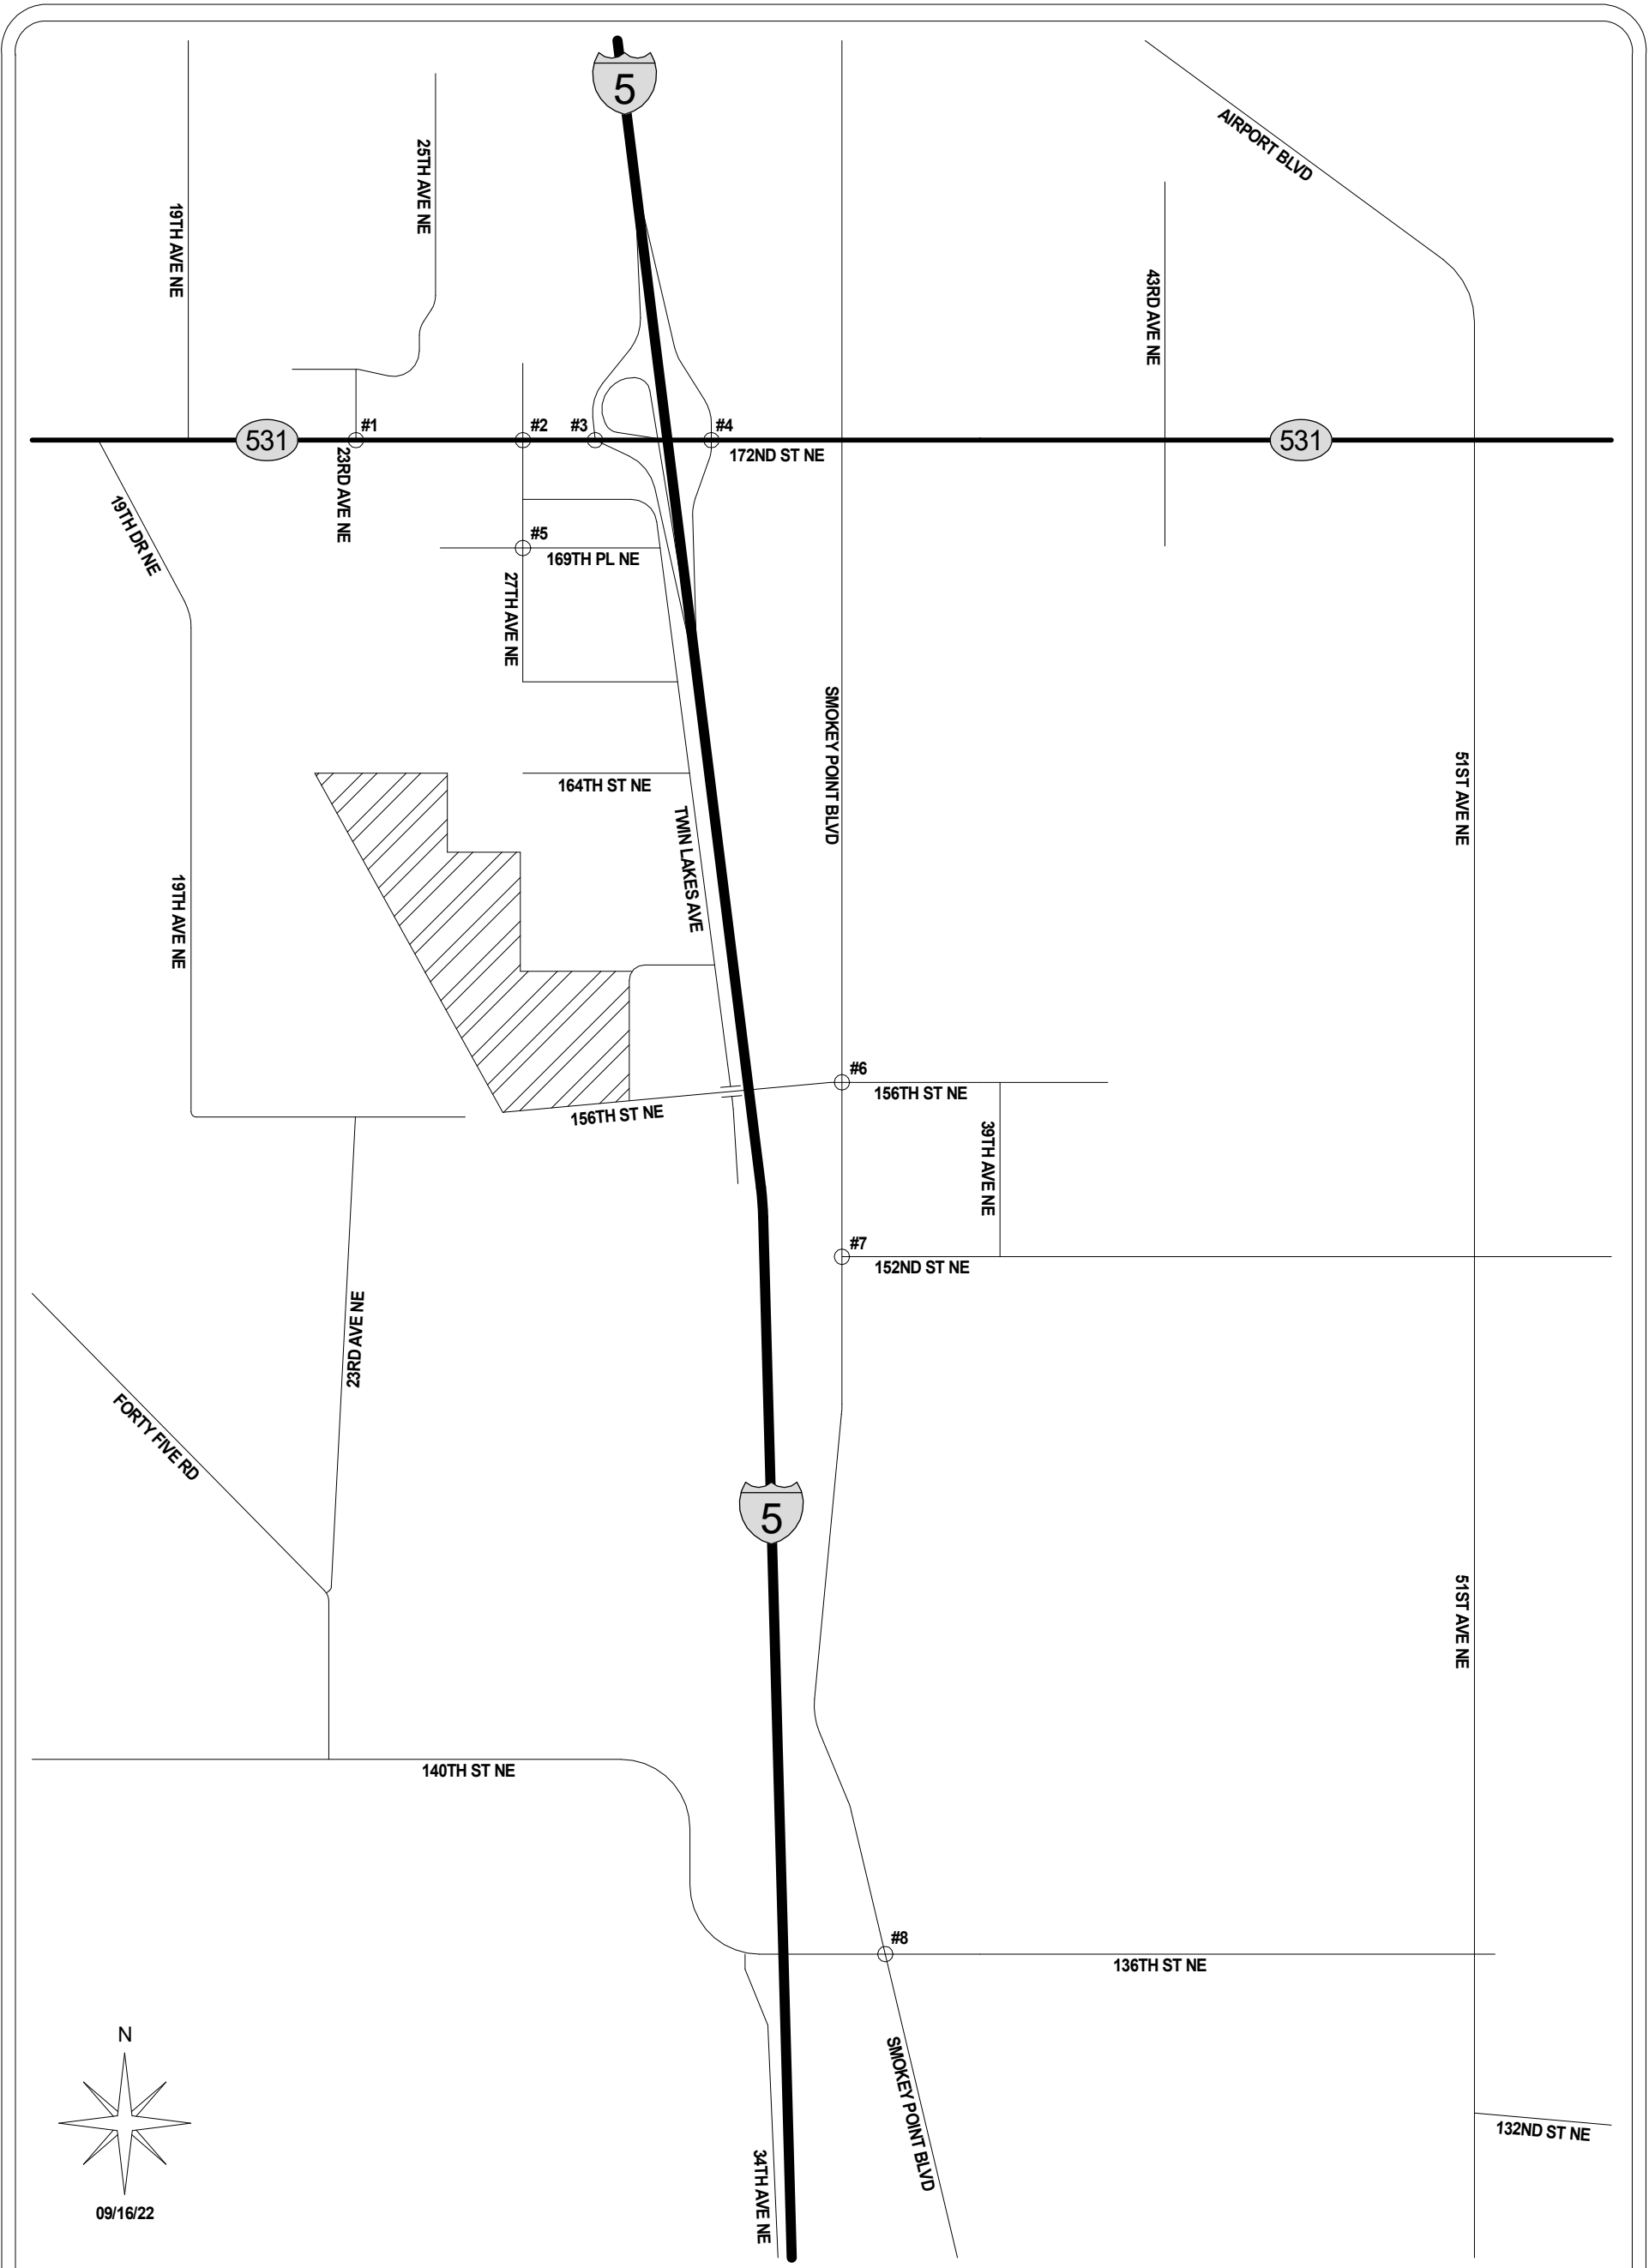 5
AIRPORT BLVD
25TH AVE NE
19TH AVE NE
43RD AVE NE
531
#1
#2
#3
#4
531
172ND ST NE
23RD AVE NE
19TH DR NE
#5
169TH PL NE
27TH AVE NE
SMOKEY POINT BLVD
51ST AVE NE
164TH ST NE
TWIN LAKES AVE
19TH AVE NE
#6
156TH ST NE
156TH ST NE
39TH AVE NE
#7
152ND ST NE
23RD AVE NE
FORTY FIVE RD
5
51ST AVE NE
140TH ST NE
#8
136TH ST NE
N
SMOKEY POINT BLVD
132ND ST NE
34TH AVE NE
09/16/22